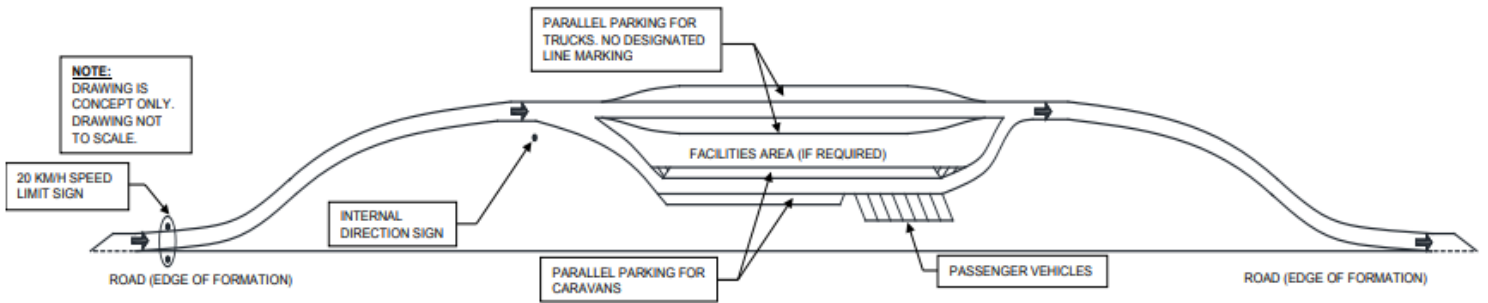 PARALLEL PARKING FOR
TRUCKS. NO DESIGNATED
LINE MARKING
NOTE:
DRAWING IS
CONCEPT ONLY.
DRAWING NOT
TO SCALE.
FACILITIES AREA (IF REQUIRED)
20 KM/H SPEED
LIMIT SIGN
INTERNAL
DIRECTION SIGN
PARALLEL PARKING FOR
CARAVANS
PASSENGER VEHICLES
ROAD (EDGE OF FORMATION)
ROAD (EDGE OF FORMATION)